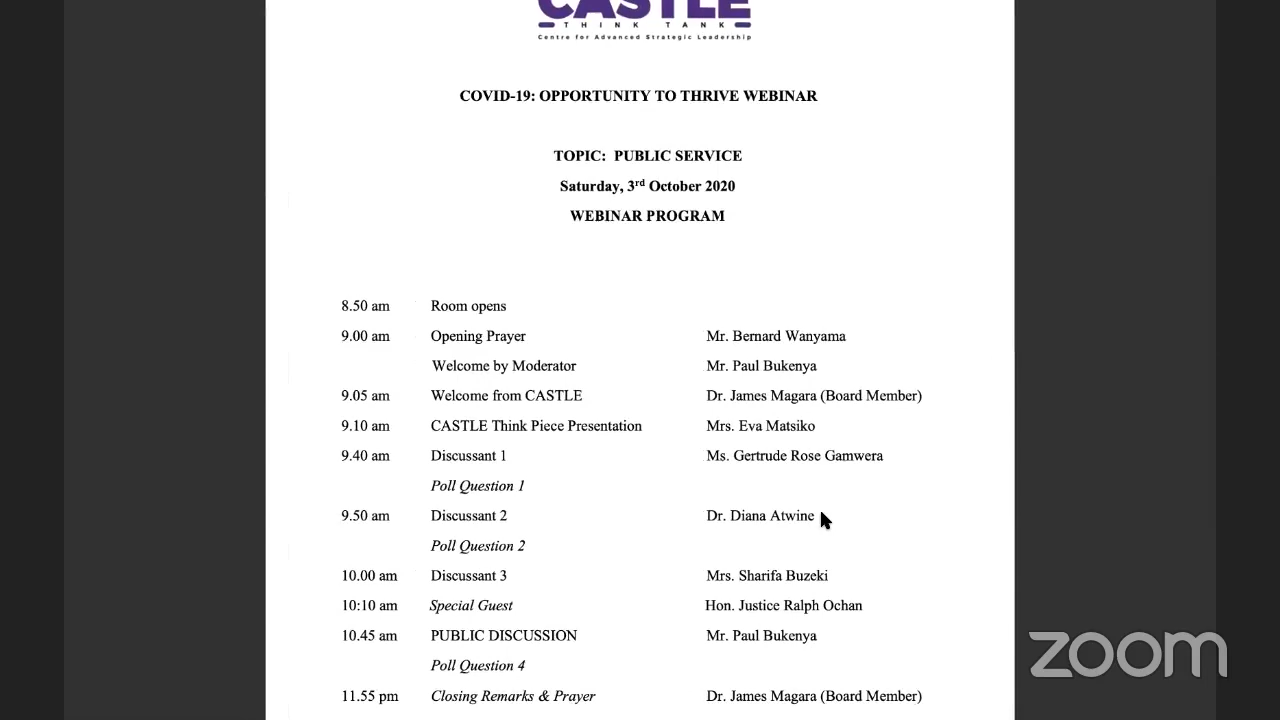 CASTLE
THINK TANK
Centre for Advanced Strategic Leadership
COVID-19: OPPORTUNITY TO THRIVE WEBINAR
TOPIC: PUBLIC SERVICE
Saturday, 3rd October 2020
WEBINAR PROGRAM
8.50 am Room opens
9.00 am Opening Prayer Mr. Bernard Wanyama
Welcome by Moderator Mr. Paul Bukenya
9.05 am Welcome from CASTLE Dr. James Magara (Board Member)
9.10 am CASTLE Think Piece Presentation Mrs. Eva Matsiko
9.40 am Discussant 1 Ms. Gertrude Rose Gamwera
Poll Question 1
9.50 am Discussant 2 Dr. Diana Atwine
Poll Question 2
10.00 am Discussant 3 Mrs. Sharifa Buzeki
10:10 am Special Guest Hon. Justice Ralph Ochan
10.45 am PUBLIC DISCUSSION Mr. Paul Bukenya
Poll Question 4
11.55 pm Closing Remarks & Prayer Dr. James Magara (Board Member)
zoom